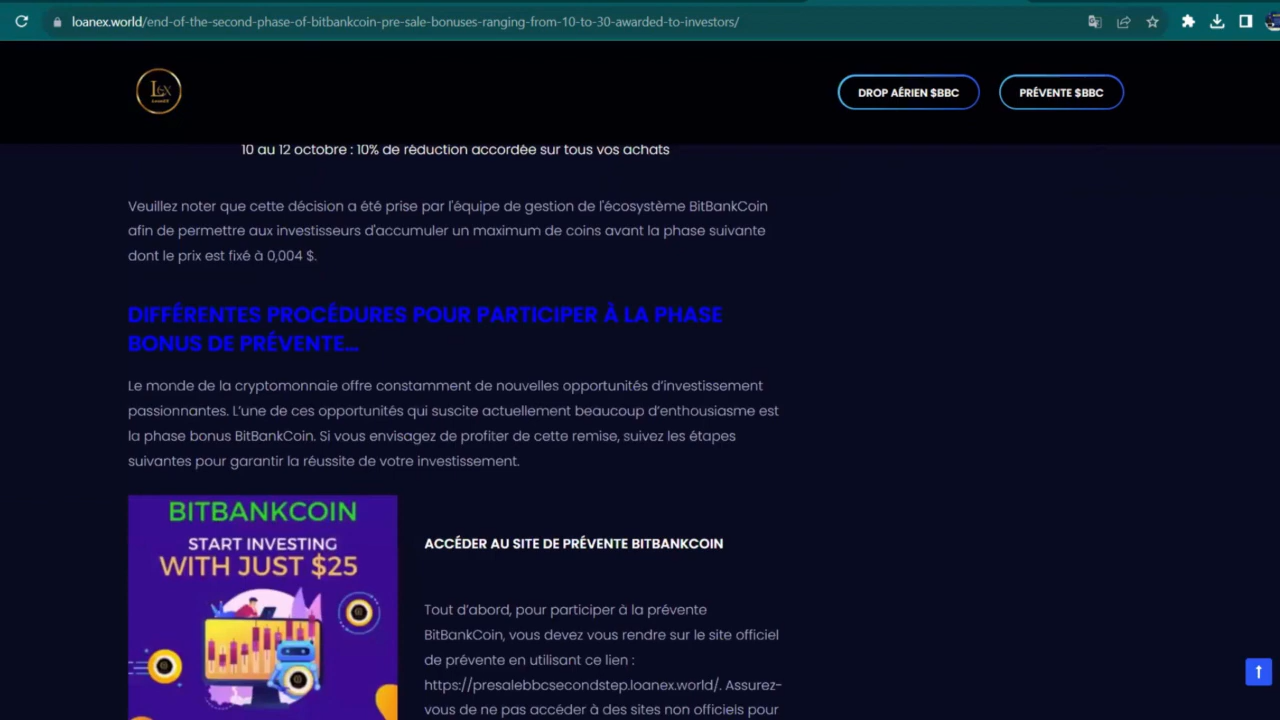 loanex.world/end-of-the-second-phase-of-bitbankcoin-pre-sale-bonuses-ranging-from-10-to-30-awarded-to-investors/
Lex
DROP AÉRIEN $BBC
PRÉVENTE $BBC
10 au 12 octobre : 10% de réduction accordée sur tous vos achats
Veuillez noter que cette décision a été prise par l'équipe de gestion de l'écosystème BitBankCoin
afin de permettre aux investisseurs d'accumuler un maximum de coins avant la phase suivante
dont le prix est fixé à 0,004 $.
DIFFÉRENTES PROCÉDURES POUR PARTICIPER À LA PHASE
BONUS DE PRÉVENTE...
Le monde de la cryptomonnaie offre constamment de nouvelles opportunités d’investissement
passionnantes. L’une de ces opportunités qui suscite actuellement beaucoup d’enthousiasme est
la phase bonus BitBankCoin. Si vous envisagez de profiter de cette remise, suivez les étapes
suivantes pour garantir la réussite de votre investissement.
BITBANKCOIN
START INVESTING
WITH JUST $25
ACCÉDER AU SITE DE PRÉVENTE BITBANKCOIN
Tout d’abord, pour participer à la prévente
BitBankCoin, vous devez vous rendre sur le site officiel
de prévente en utilisant ce lien :
https://presalebbcsecondstep.loanex.world/. Assurez-
vous de ne pas accéder à des sites non officiels pour